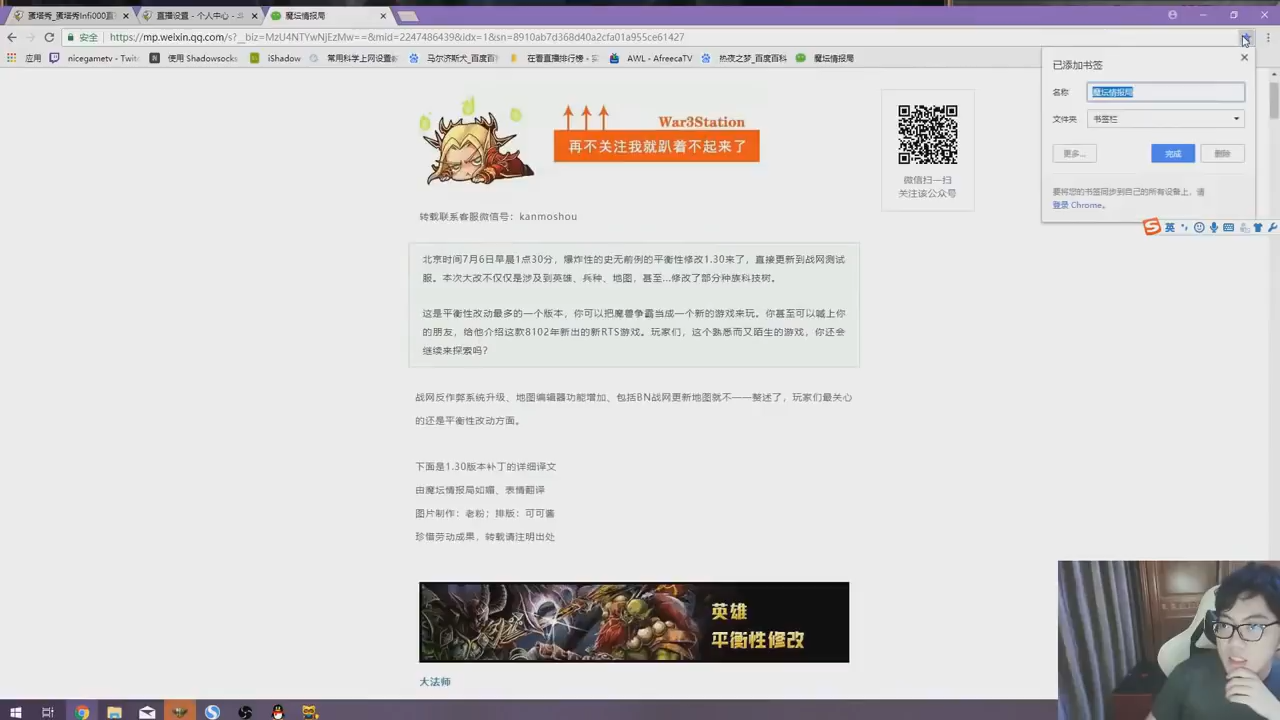 直播设置 - 个人中心 - 斗
魔坛情报局
安全
https://mp.weixin.qq.com/s?__biz=MzU4NTYwNjEzMw==&mid=2247486439&idx=1&sn=8910ab7d368d40a2cfa01a955ce61427
应用
nicegametv - Twitc
使用 Shadowsocks
iShadow
常用科学上网设置教
马尔济斯犬_百度百
在看直播排行榜 - 实
AWL - AfreecaTV
热夜之梦_百度百科
魔坛情报局
已添加书签
名称
魔坛情报局
文件夹
书签栏
更多...
完成
删除
要将您的书签同步到自己的所有设备上，请
登录 Chrome。
英
War3Station
再不关注我就趴着不起来了
微信扫一扫
关注该公众号
转载联系客服微信号：kanmoshou
北京时间7月6日早晨1点30分，爆炸性的史无前例的平衡性修改1.30来了，直接更新到战网测试
服。本次大改不仅仅是涉及到英雄、兵种、地图，甚至...修改了部分种族科技树。
这是平衡性改动最多的一个版本，你可以把魔兽争霸当成一个新的游戏来玩。你甚至可以喊上你
的朋友，给他介绍这款8102年新出的新RTS游戏。玩家们，这个熟悉而又陌生的游戏，你还会
继续来探索吗？
战网反作弊系统升级、地图编辑器功能增加、包括BN战网更新地图就不一一整述了，玩家们最关心
的还是平衡性改动方面。
下面是1.30版本补丁的详细译文
由魔坛情报局如媚、表情翻译
图片制作：老粉；排版：可可酱
珍惜劳动成果，转载请注明出处
英雄
平衡性修改
大法师